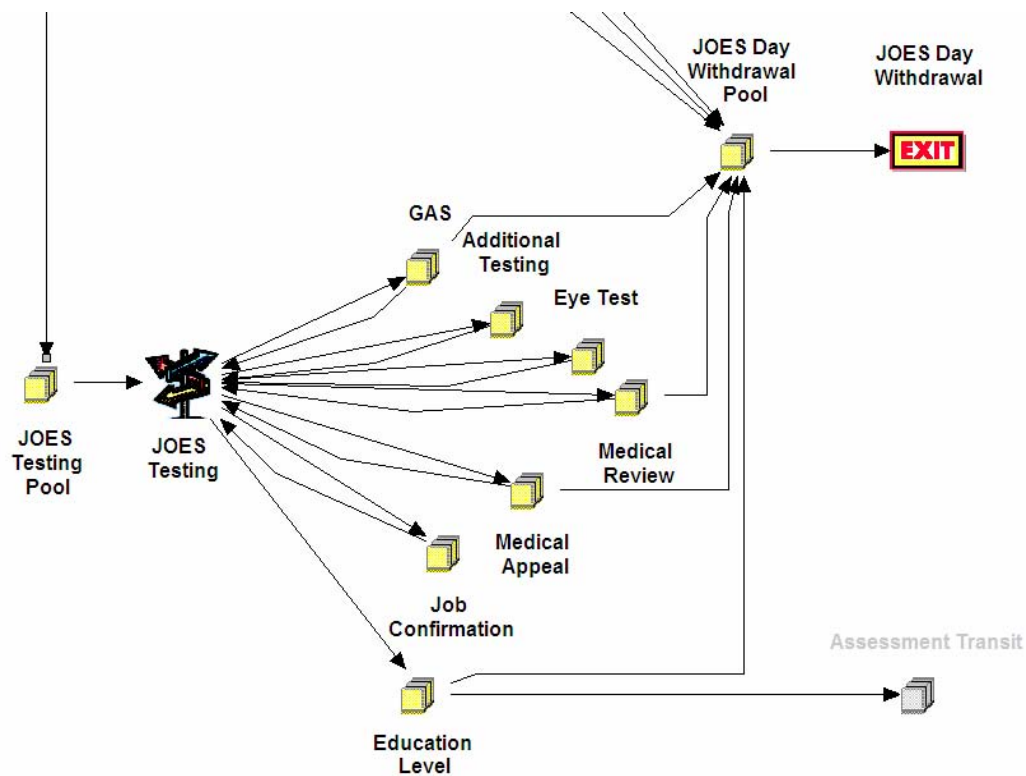 JOES Day
Withdrawal
Pool
JOES Day
Withdrawal
EXIT
GAS
Additional
Testing
Eye Test
JOES
Testing
Pool
JOES
Testing
Medical
Review
Medical
Appeal
Job
Confirmation
Assessment Transit
Education
Level